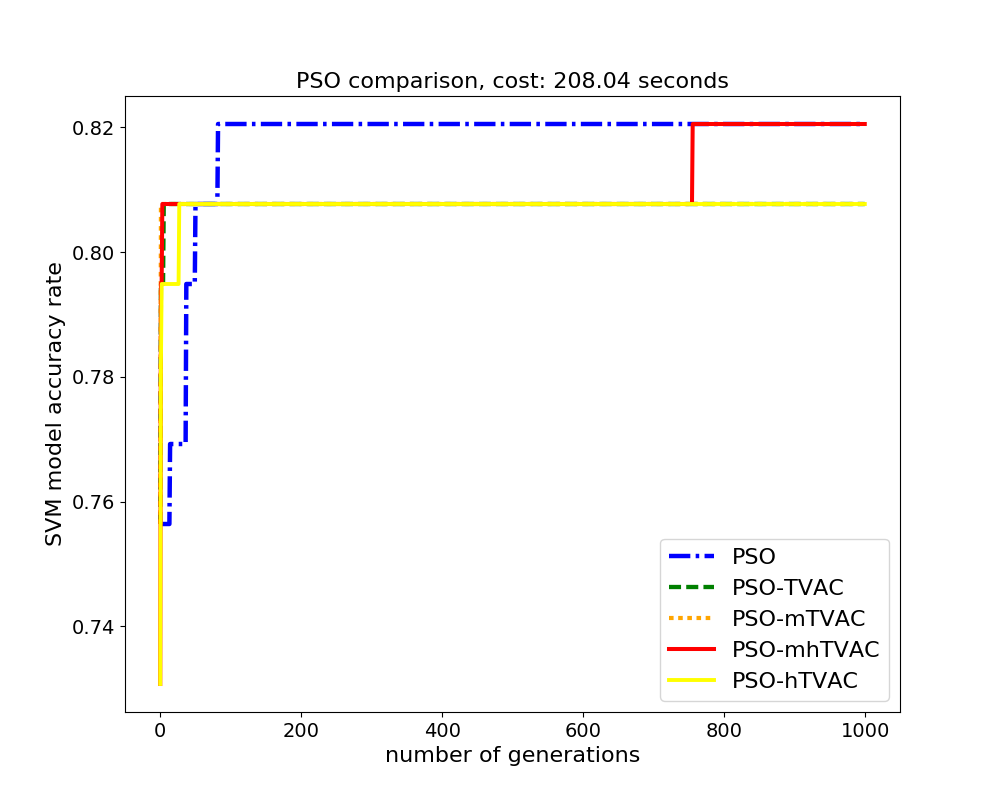 PSO comparison, cost: 208.04 seconds
SVM model accuracy rate
0.82
0.80
0.78
0.76
0.74
0
200
400
600
800
1000
number of generations
PSO
PSO-TVAC
PSO-mTVAC
PSO-mhTVAC
PSO-hTVAC